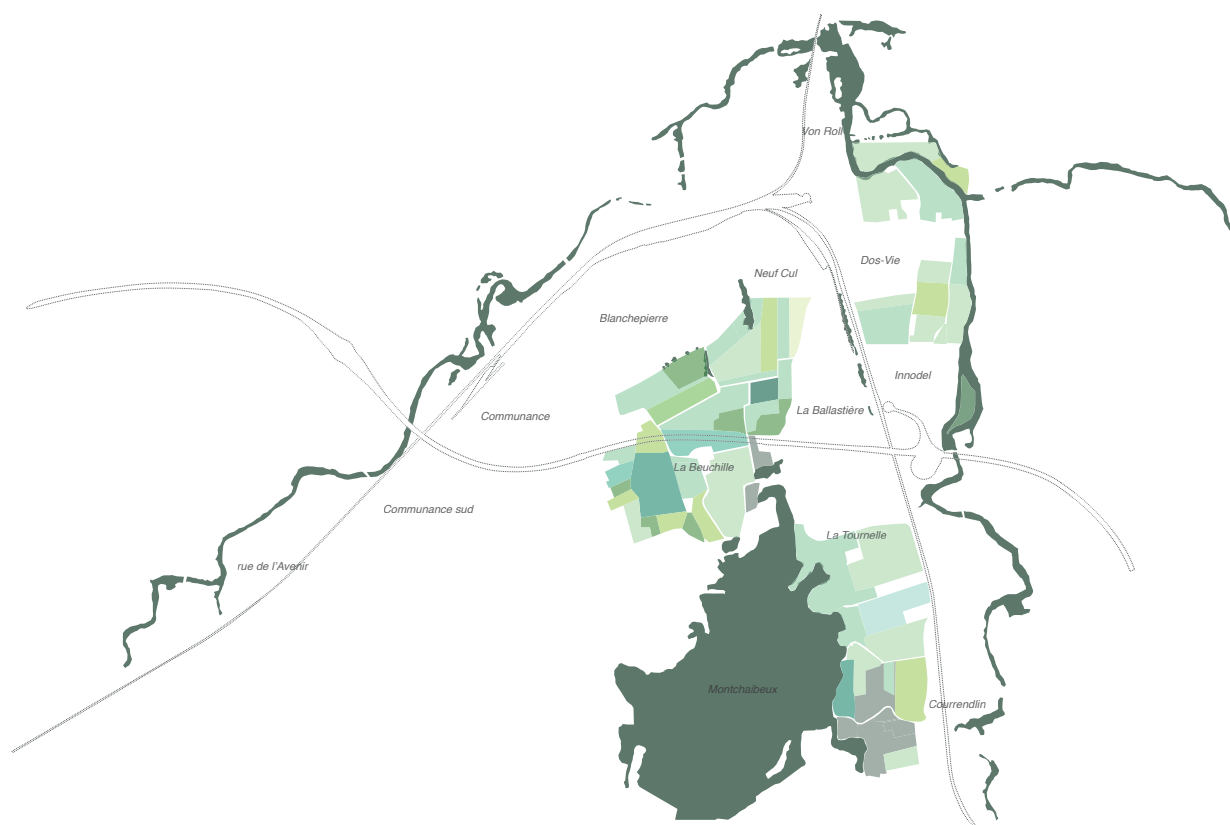 Von Roll
Dos-Vie
Neuf Cul
Blanchepierre
Innodel
La Ballastière
Communance
La Beuchille
Communance sud
La Tournelle
rue de l'Avenir
Montchaibeux
Courrendlin